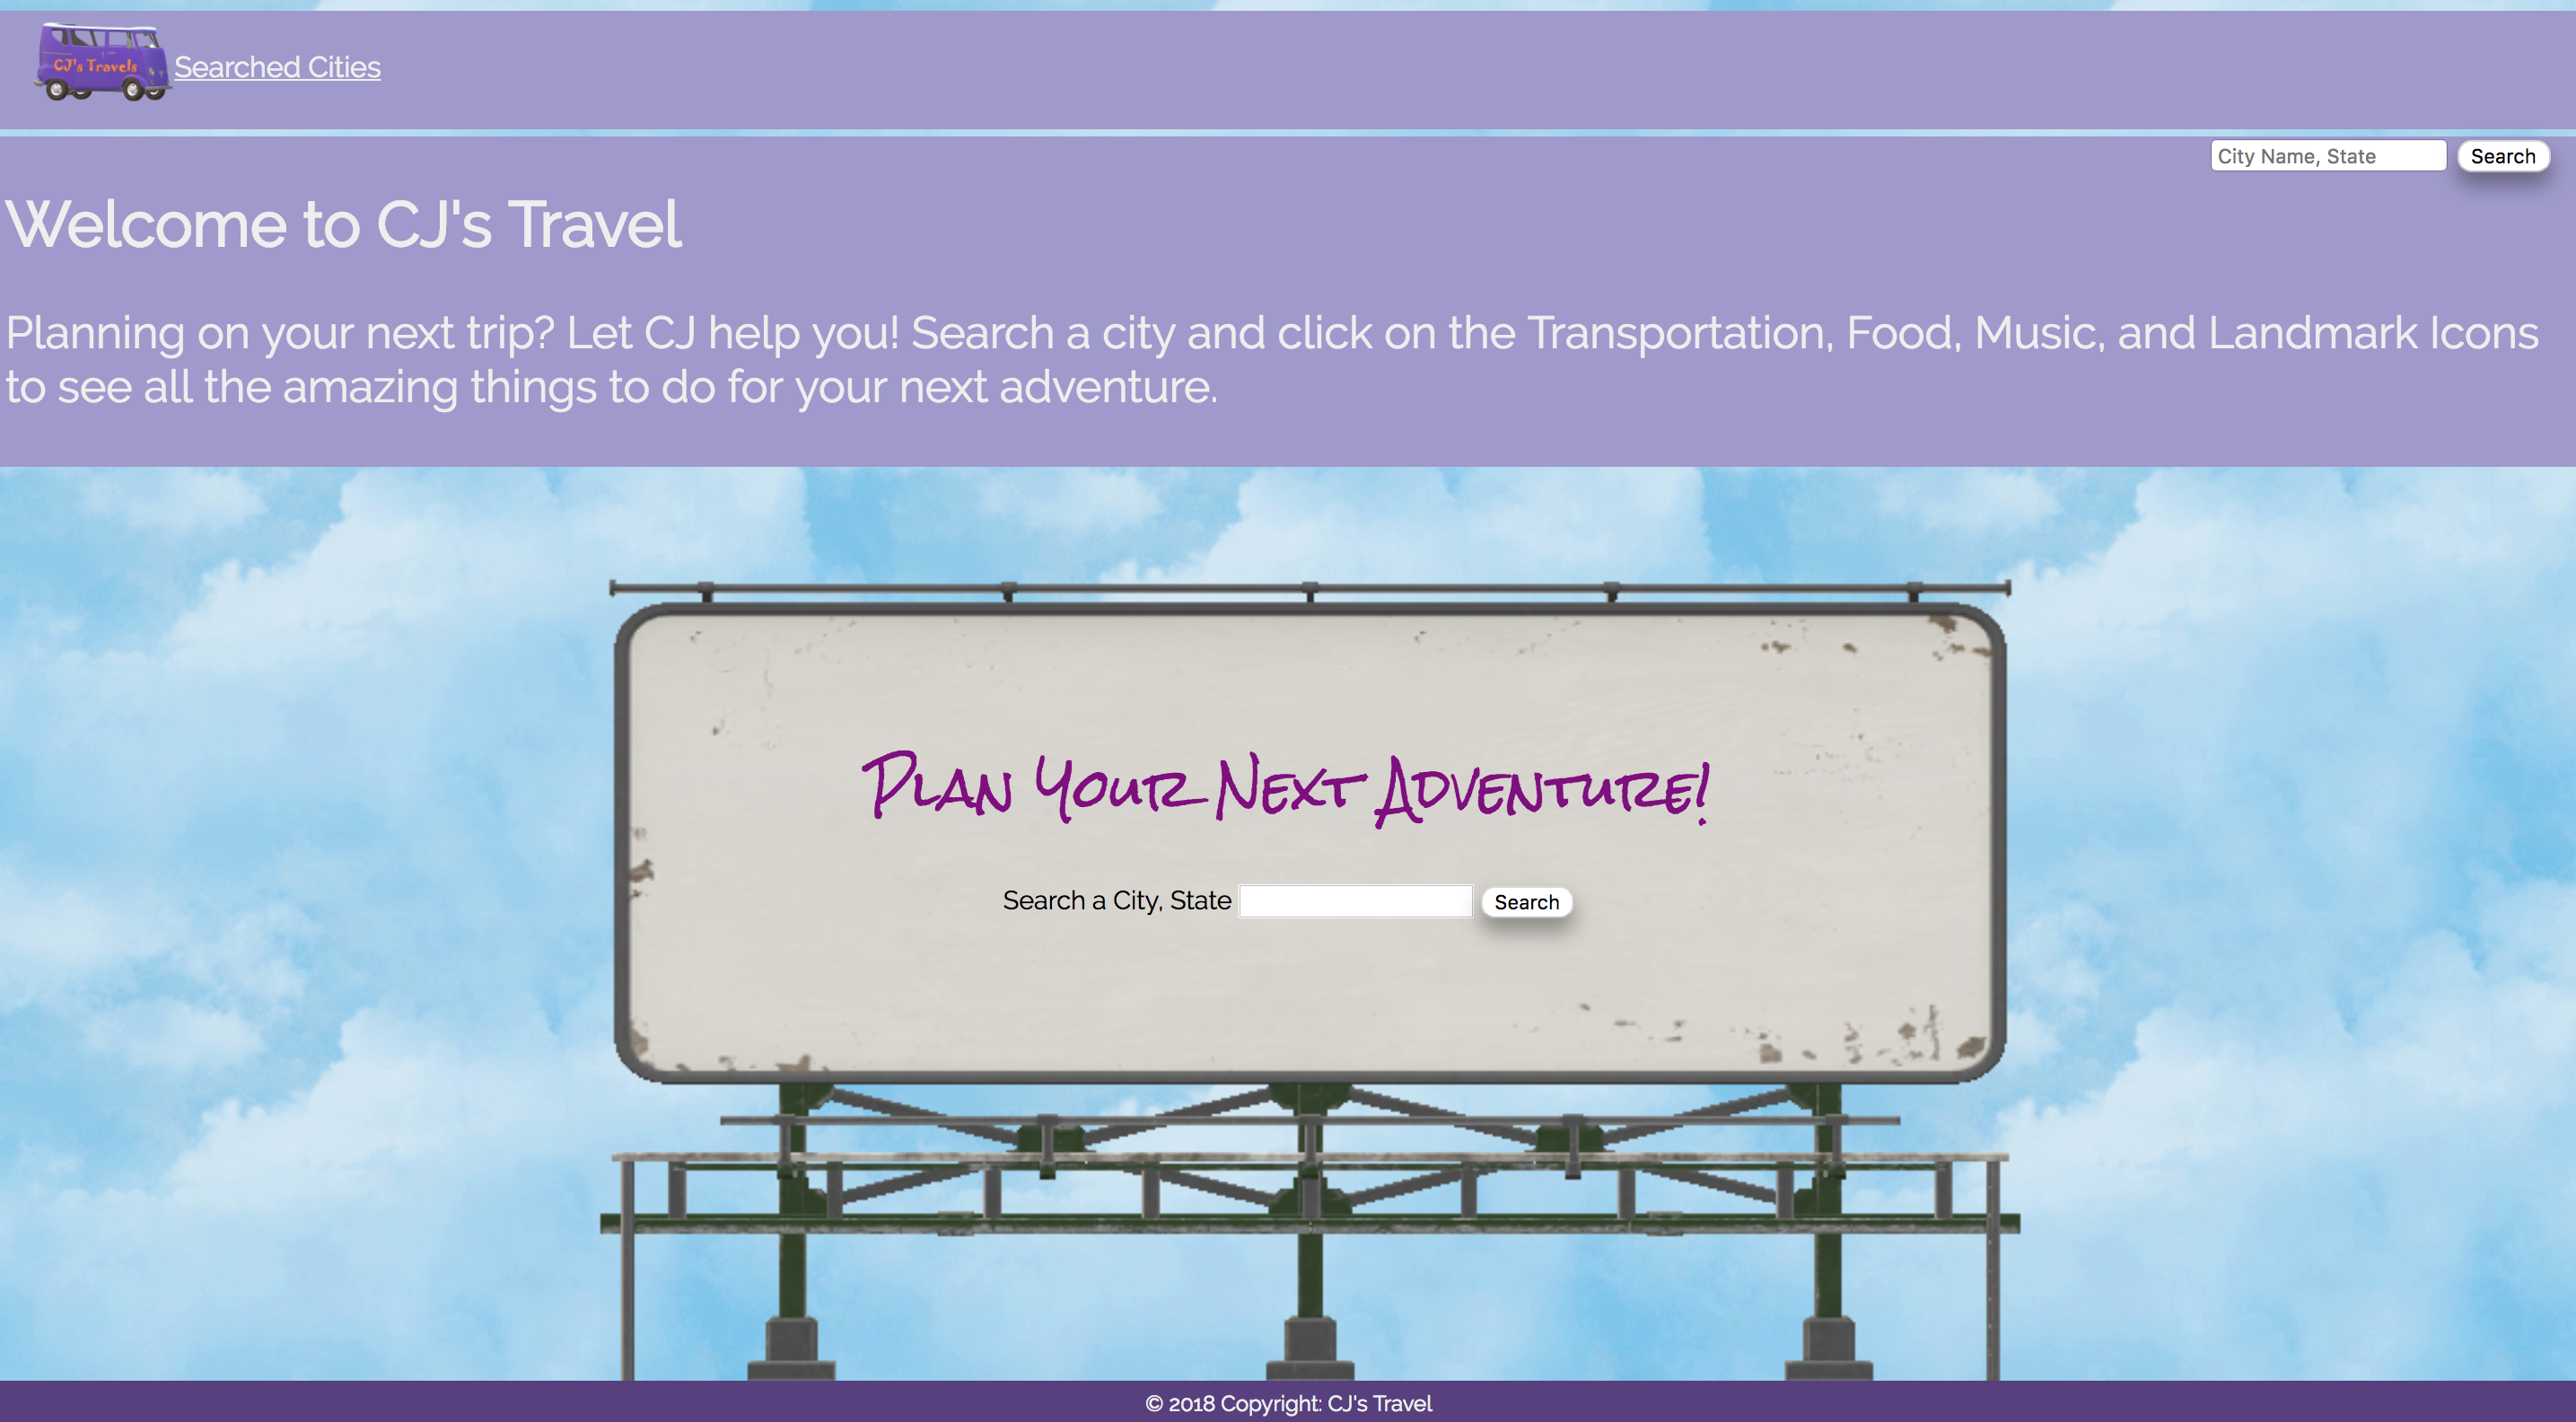 CJ's Travels
Searched Cities
City Name, State
Search
Welcome to CJ's Travel
Planning on your next trip? Let CJ help you! Search a city and click on the Transportation, Food, Music, and Landmark Icons
to see all the amazing things to do for your next adventure.
Plan Your Next Adventure!
Search a City, State
Search
© 2018 Copyright: CJ's Travel